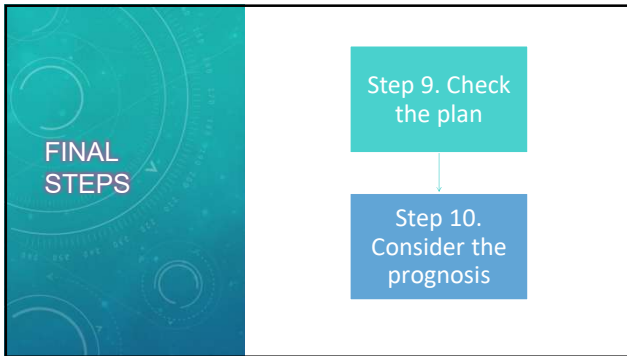 FINAL
STEPS
Step 9. Check
the plan
Step 10.
Consider the
prognosis